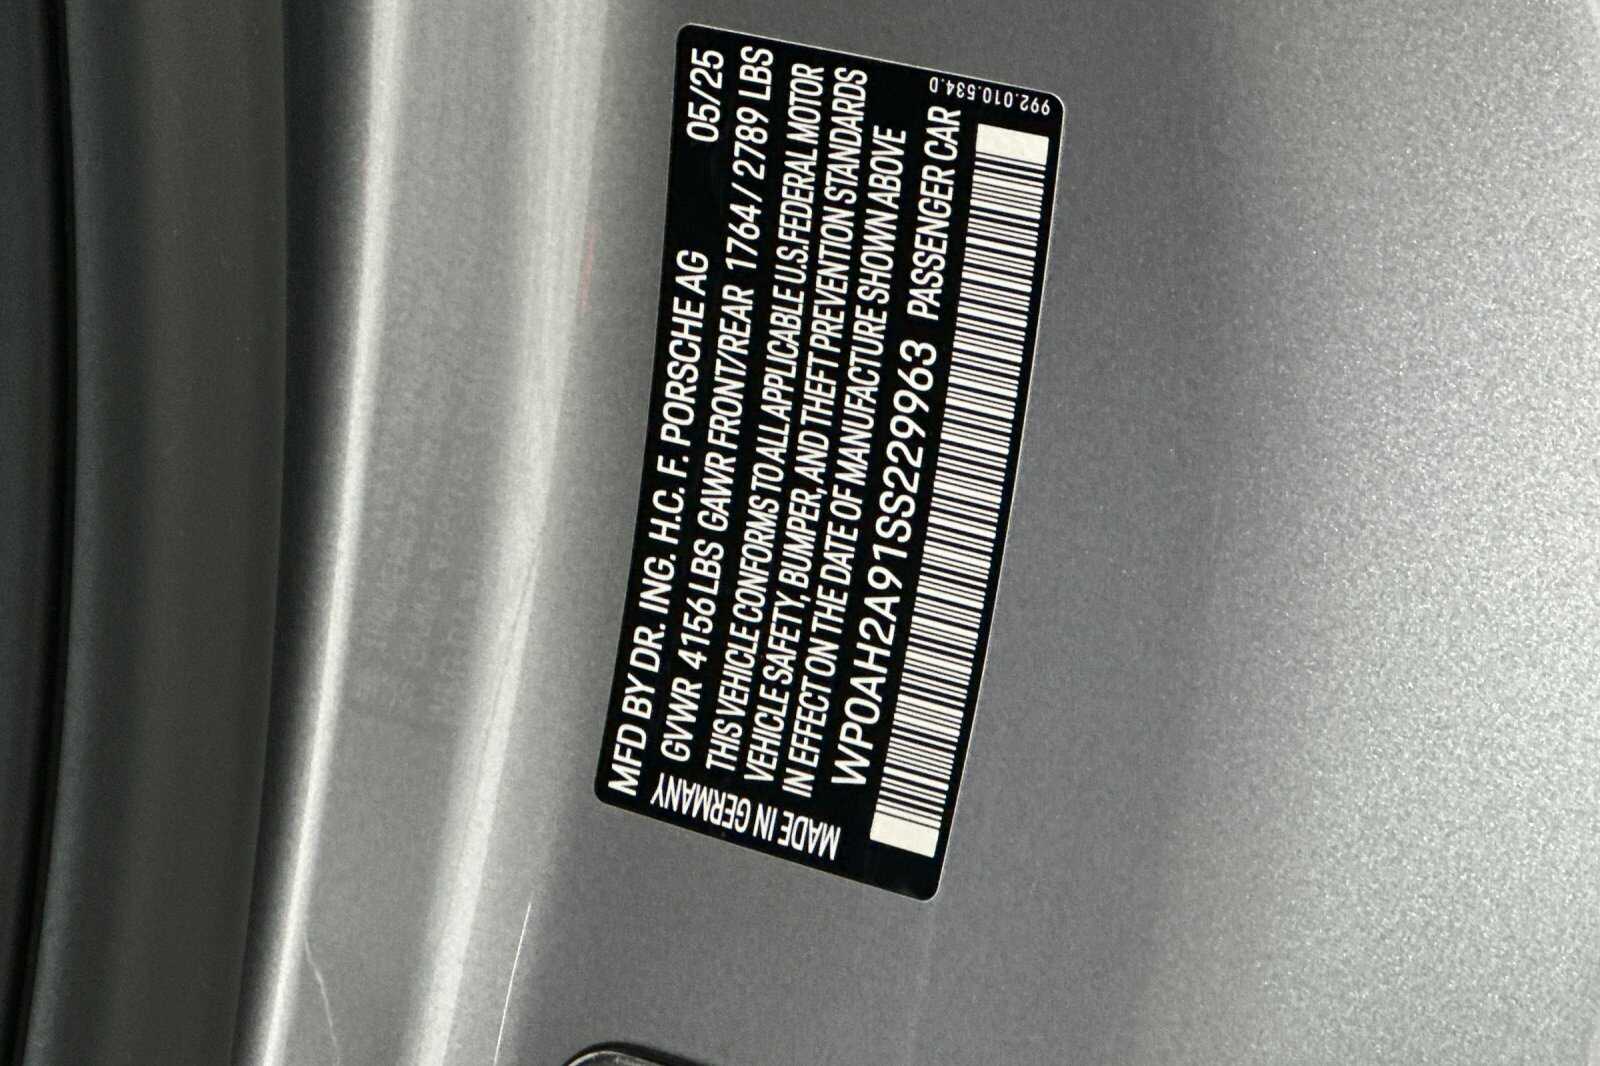 MFD BY DR. ING. H.C. F. PORSCHE AG 05/25
GVWR 4156 LBS GAWR FRONT/REAR 1764 / 2789 LBS
THIS VEHICLE CONFORMS TO ALL APPLICABLE U.S. FEDERAL MOTOR
VEHICLE SAFETY, BUMPER, AND THEFT PREVENTION STANDARDS
IN EFFECT ON THE DATE OF MANUFACTURE SHOWN ABOVE
WP0AH2A91SS229963 PASSENGER CAR
MADE IN GERMANY
992.010.534.D